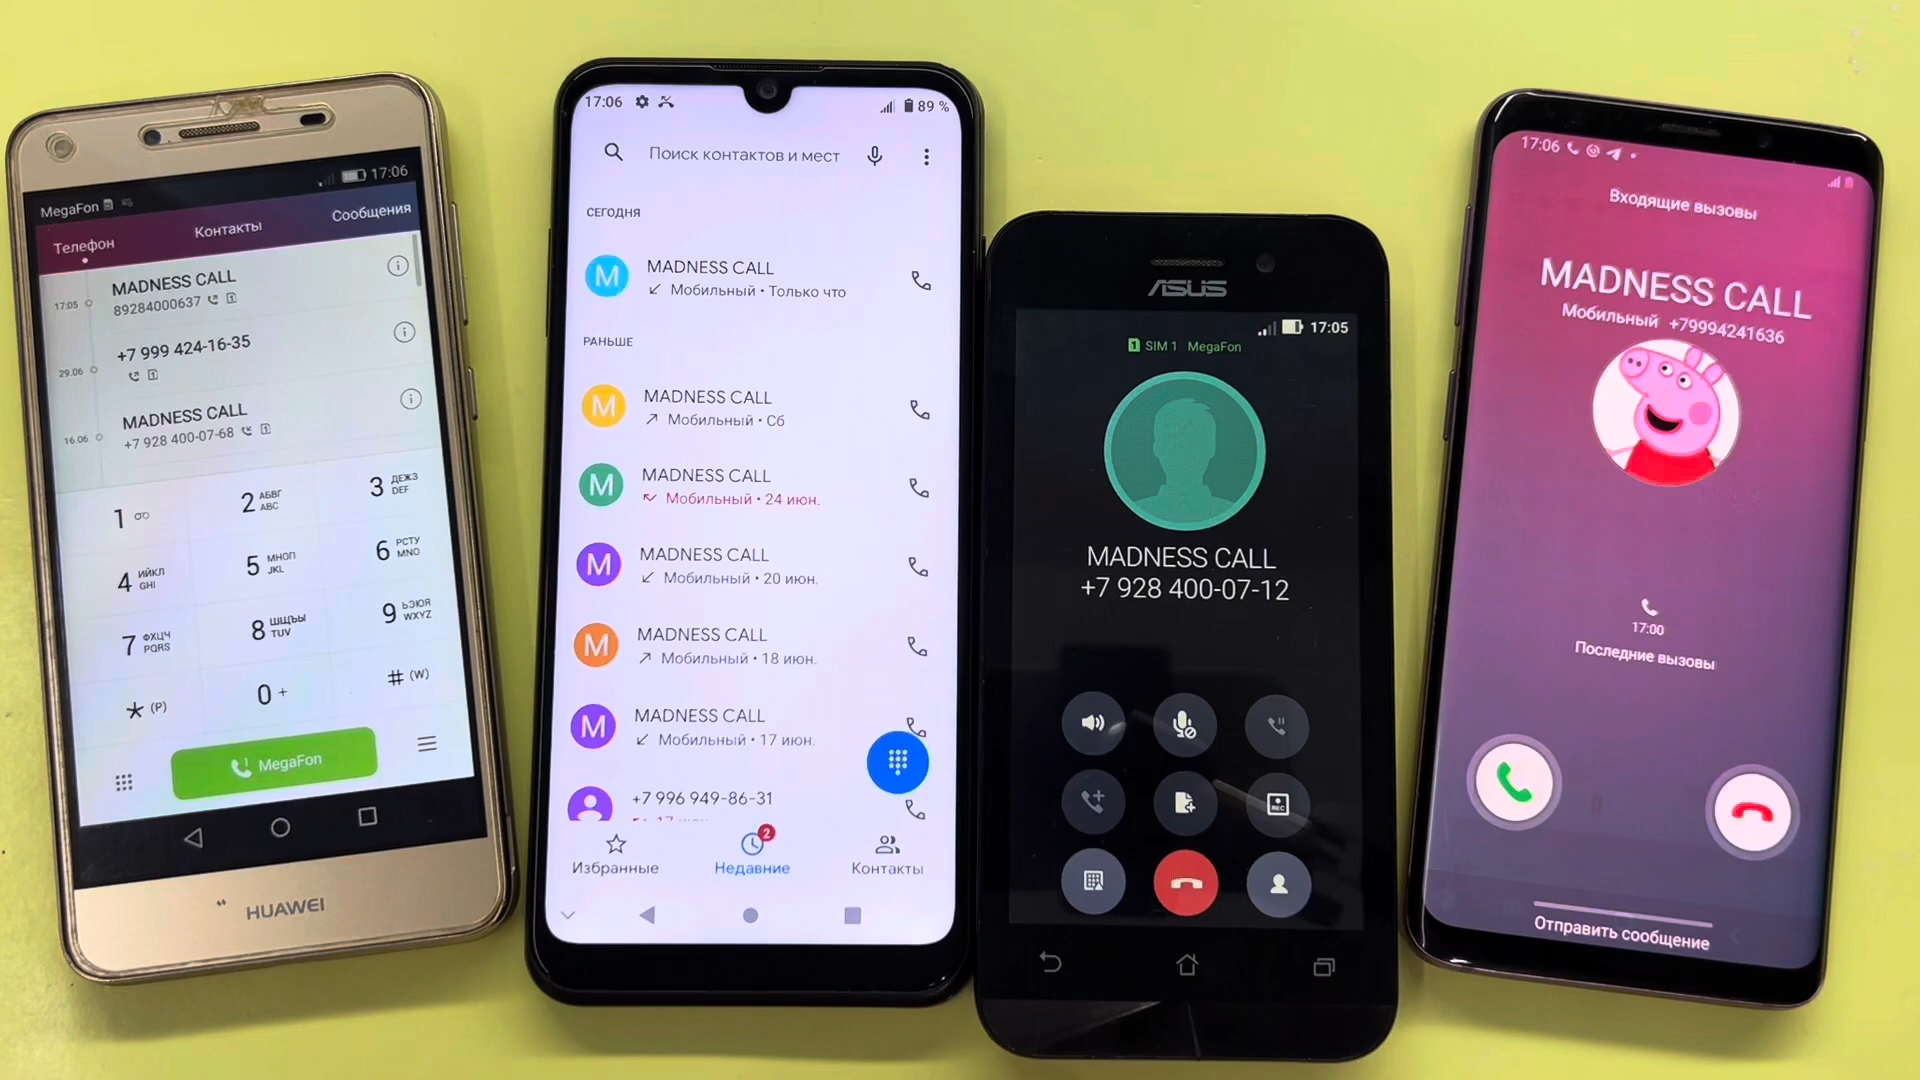 MegaFon 17:06
Телефон Контакты Сообщения
17:05 MADNESS CALL
89284000637
29.06 +7 999 424-16-35
16.06 MADNESS CALL
+7 928 400-07-68
1 2 АБВГ ABC 3 ДЕЖЗ DEF
4 ИЙКЛ GHI 5 МНОП JKL 6 РСТУ MNO
7 ФХЦЧ PQRS 8 ШЩЪЫ TUV 9 ЬЭЮЯ WXYZ
* (P) 0 + # (W)
1 MegaFon
HUAWEI
17:06 89 %
Поиск контактов и мест
СЕГОДНЯ
M MADNESS CALL
Мобильный • Только что
РАНЬШЕ
M MADNESS CALL
Мобильный • Сб
M MADNESS CALL
Мобильный • 24 июн.
M MADNESS CALL
Мобильный • 20 июн.
M MADNESS CALL
Мобильный • 18 июн.
M MADNESS CALL
Мобильный • 17 июн.
+7 996 949-86-31
2
Избранные Недавние Контакты
ASUS
17:05
1 SIM 1 MegaFon
MADNESS CALL
+7 928 400-07-12
REC
17:06
Входящие вызовы
MADNESS CALL
Мобильный +79994241636
17:00
Последние вызовы
Отправить сообщение